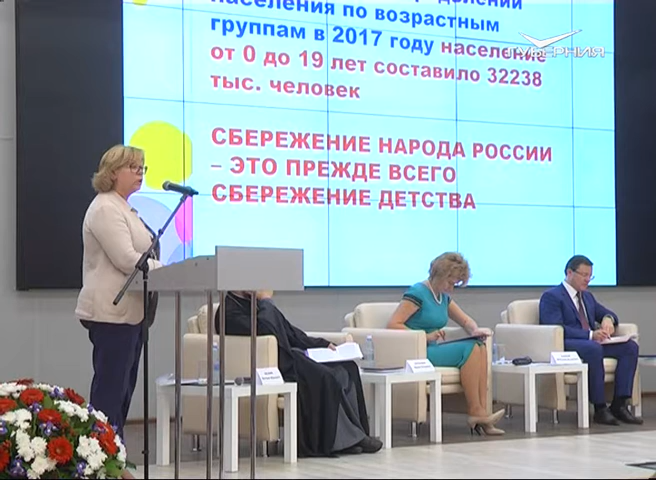 населения по возрастным
группам в 2017 году население
от 0 до 19 лет составило 32238
тыс. человек
СБЕРЕЖЕНИЕ НАРОДА РОССИИ
– ЭТО ПРЕЖДЕ ВСЕГО
СБЕРЕЖЕНИЕ ДЕТСТВА
ГУБЕРНИЯ